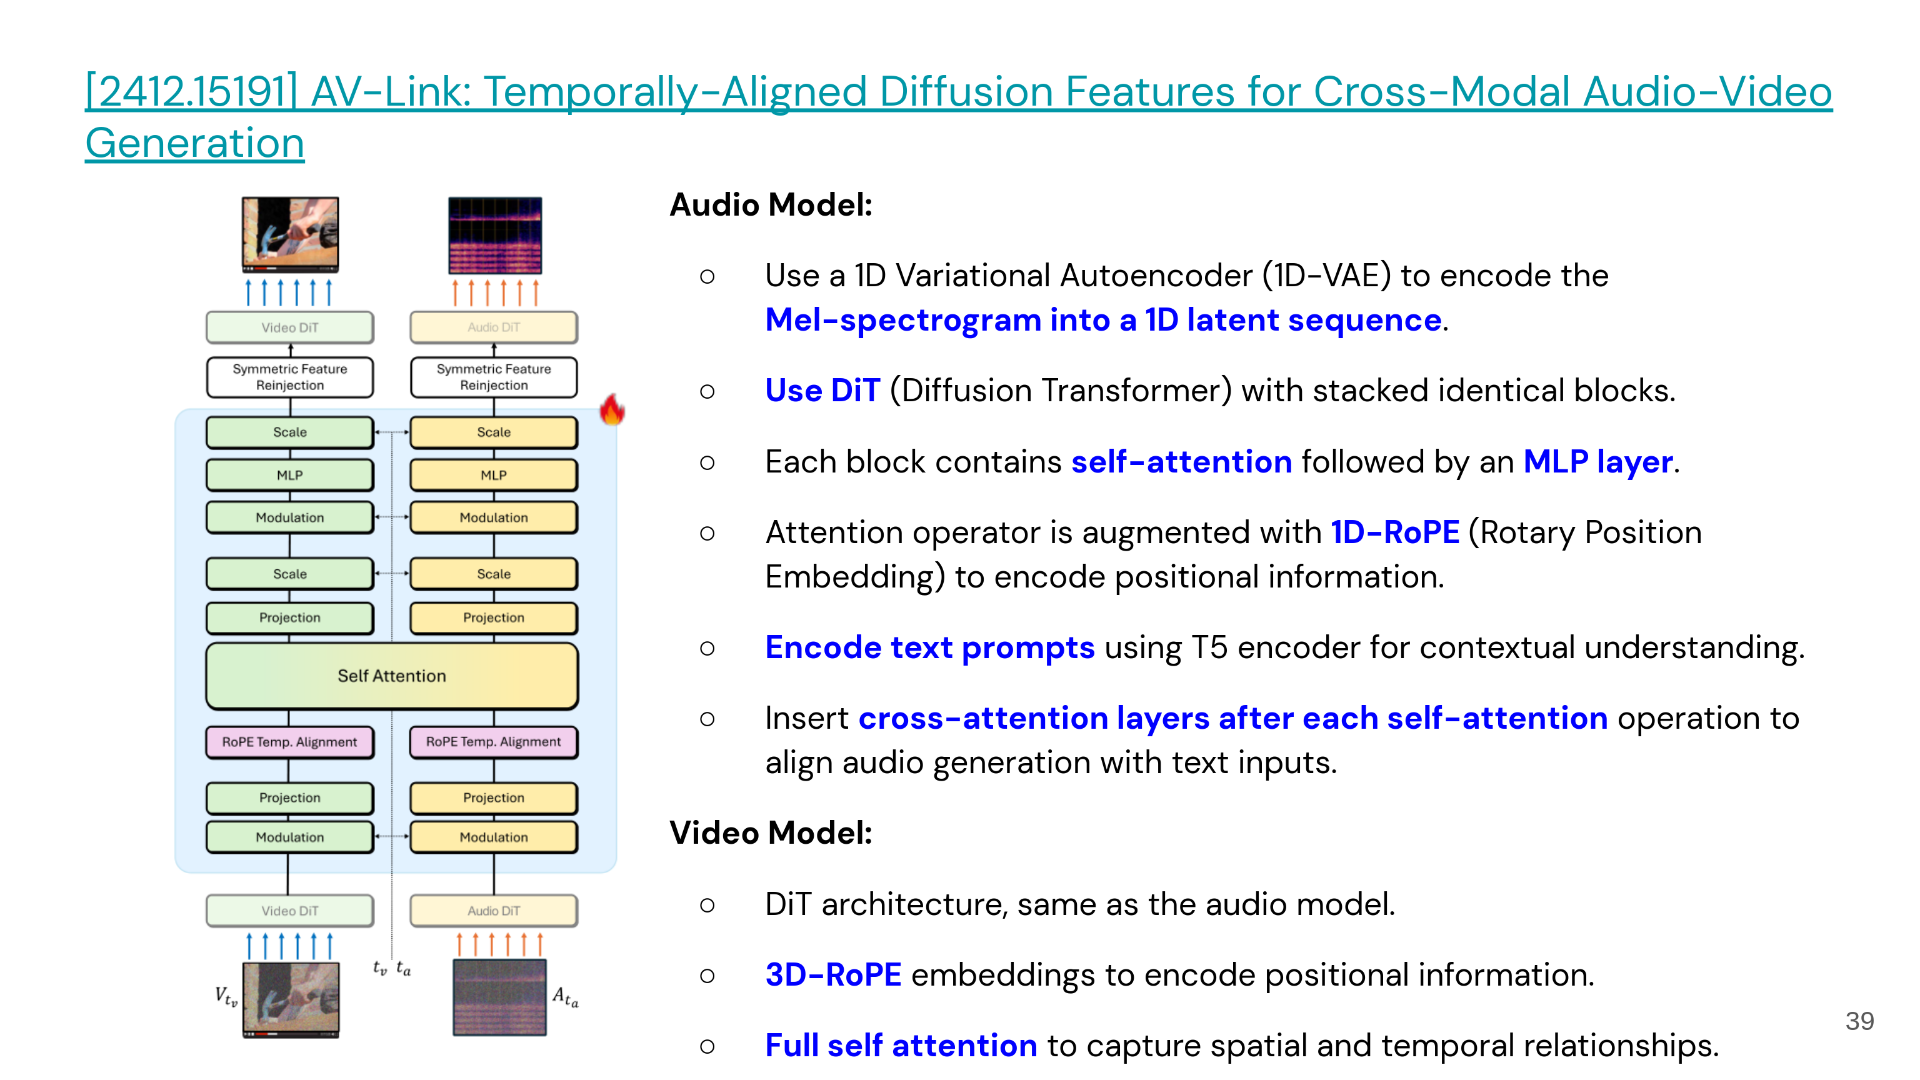 [2412.15191] AV-Link: Temporally-Aligned Diffusion Features for Cross-Modal Audio-Video
Generation
Video DiT
Audio DiT
Symmetric Feature
Reinjection
Symmetric Feature
Reinjection
Scale
Scale
MLP
MLP
Modulation
Modulation
Scale
Scale
Projection
Projection
Self Attention
RoPE Temp. Alignment
RoPE Temp. Alignment
Projection
Projection
Modulation
Modulation
Video DiT
Audio DiT
t_v t_a
V_{t_v}
A_{t_a}
Audio Model:
○ Use a 1D Variational Autoencoder (1D-VAE) to encode the
Mel-spectrogram into a 1D latent sequence.
○ Use DiT (Diffusion Transformer) with stacked identical blocks.
○ Each block contains self-attention followed by an MLP layer.
○ Attention operator is augmented with 1D-RoPE (Rotary Position
Embedding) to encode positional information.
○ Encode text prompts using T5 encoder for contextual understanding.
○ Insert cross-attention layers after each self-attention operation to
align audio generation with text inputs.
Video Model:
○ DiT architecture, same as the audio model.
○ 3D-RoPE embeddings to encode positional information.
○ Full self attention to capture spatial and temporal relationships.
39